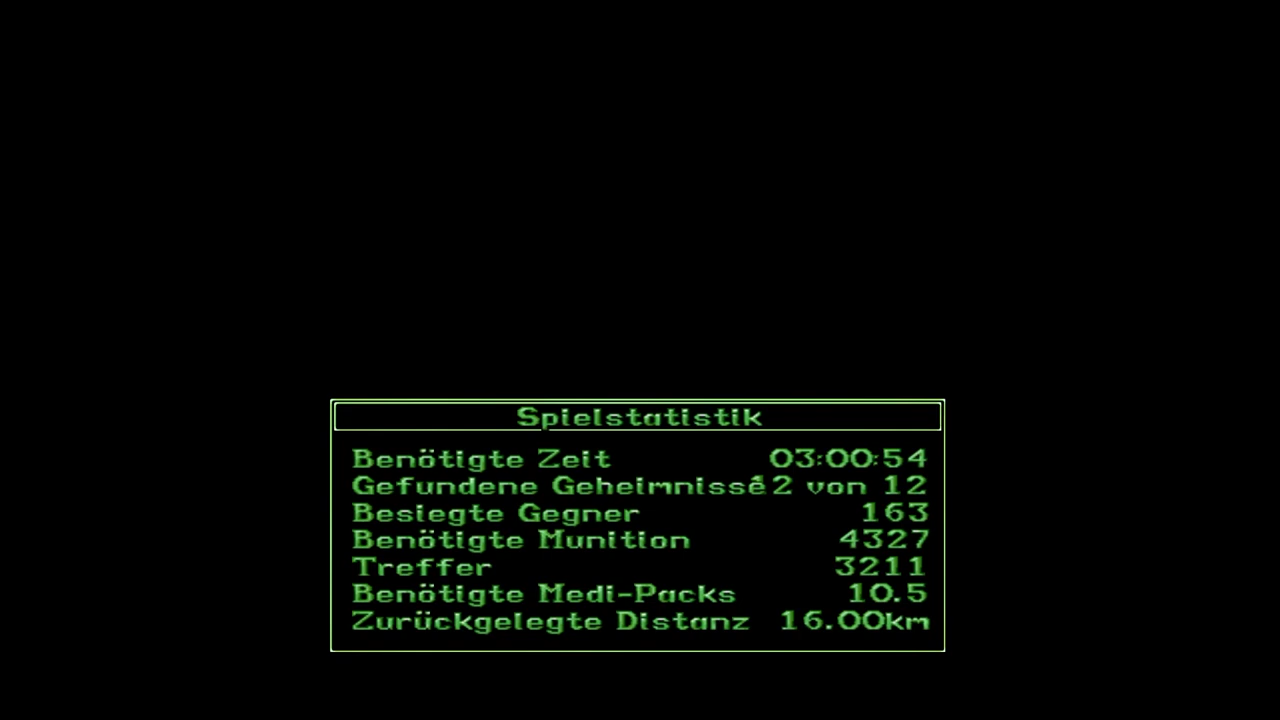 Spielstatistik
Benötigte Zeit 03:00:54
Gefundene Geheimnisse 12 von 12
Besiegte Gegner 163
Benötigte Munition 4327
Treffer 3211
Benötigte Medi-Packs 10.5
Zurückgelegte Distanz 16.00km